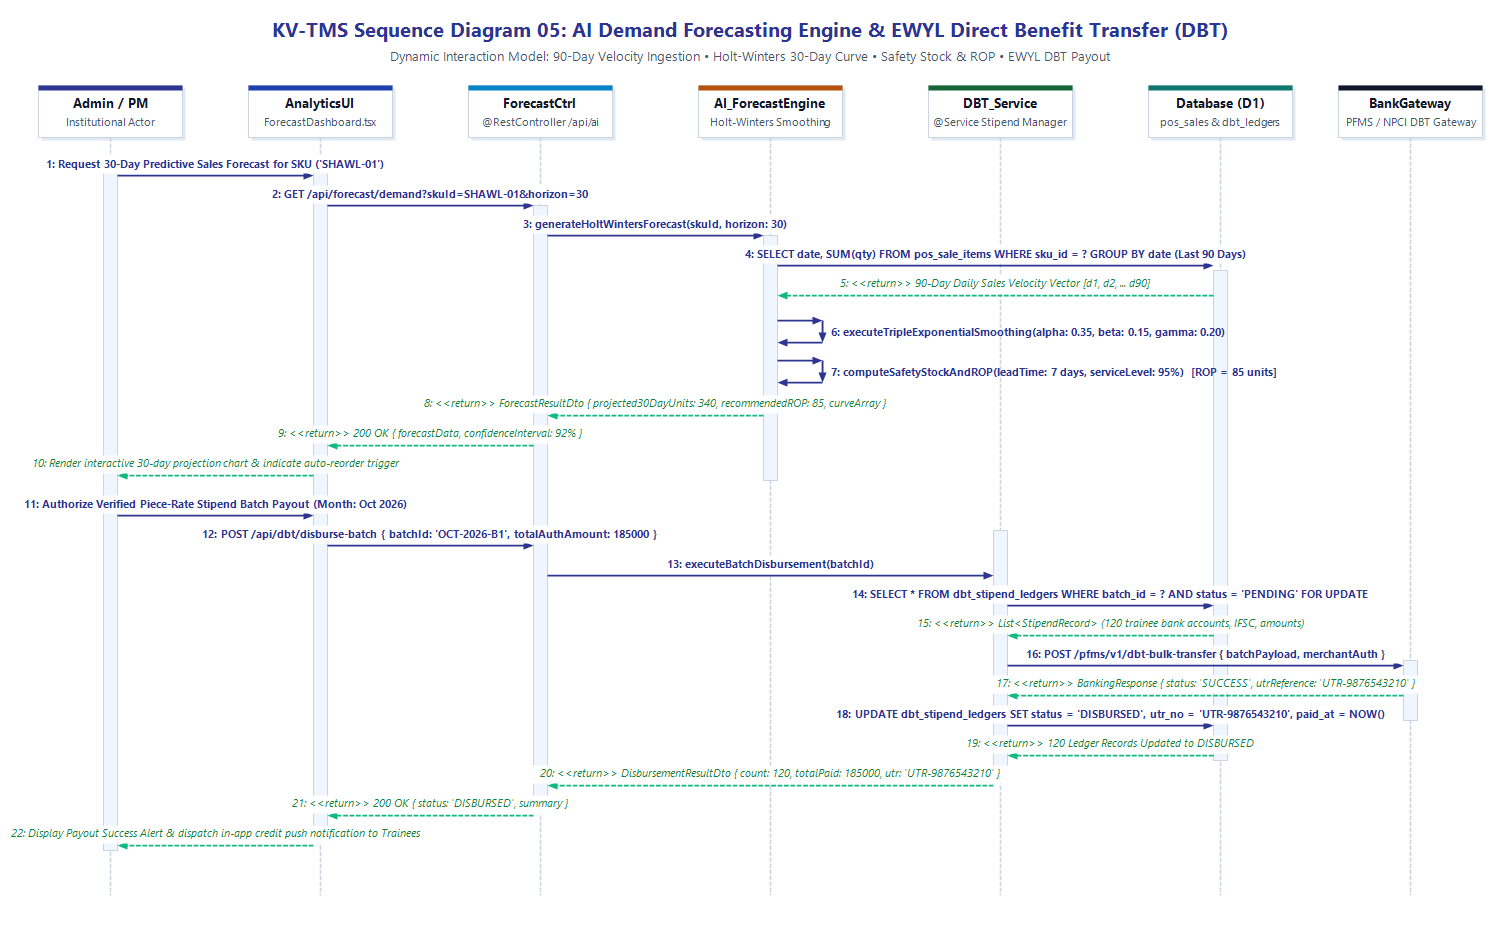 KV-TMS Sequence Diagram 05: AI Demand Forecasting Engine & EWYL Direct Benefit Transfer (DBT)
Dynamic Interaction Model: 90-Day Velocity Ingestion • Holt-Winters 30-Day Curve • Safety Stock & ROP • EWYL DBT Payout
Admin / PM
Institutional Actor
AnalyticsUI
ForecastDashboard.tsx
ForecastCtrl
@RestController /api/ai
AI_ForecastEngine
Holt-Winters Smoothing
DBT_Service
@Service Stipend Manager
Database (D1)
pos_sales & dbt_ledgers
BankGateway
PFMS / NPCI DBT Gateway
1: Request 30-Day Predictive Sales Forecast for SKU ('SHAWL-01')
2: GET /api/forecast/demand?skuId=SHAWL-01&horizon=30
3: generateHoltWintersForecast(skuId, horizon: 30)
4: SELECT date, SUM(qty) FROM pos_sale_items WHERE sku_id = ? GROUP BY date (Last 90 Days)
5: <<return>> 90-Day Daily Sales Velocity Vector [d1, d2, ... d90]
6: executeTripleExponentialSmoothing(alpha: 0.35, beta: 0.15, gamma: 0.20)
7: computeSafetyStockAndROP(leadTime: 7 days, serviceLevel: 95%) [ROP = 85 units]
8: <<return>> ForecastResultDto { projected30DayUnits: 340, recommendedROP: 85, curveArray }
9: <<return>> 200 OK { forecastData, confidenceInterval: 92% }
10: Render interactive 30-day projection chart & indicate auto-reorder trigger
11: Authorize Verified Piece-Rate Stipend Batch Payout (Month: Oct 2026)
12: POST /api/dbt/disburse-batch { batchId: 'OCT-2026-B1', totalAuthAmount: 185000 }
13: executeBatchDisbursement(batchId)
14: SELECT * FROM dbt_stipend_ledgers WHERE batch_id = ? AND status = 'PENDING' FOR UPDATE
15: <<return>> List<StipendRecord> (120 trainee bank accounts, IFSC, amounts)
16: POST /pfms/v1/dbt-bulk-transfer { batchPayload, merchantAuth }
17: <<return>> BankingResponse { status: 'SUCCESS', utrReference: 'UTR-9876543210' }
18: UPDATE dbt_stipend_ledgers SET status = 'DISBURSED', utr_no = 'UTR-9876543210', paid_at = NOW()
19: <<return>> 120 Ledger Records Updated to DISBURSED
20: <<return>> DisbursementResultDto { count: 120, totalPaid: 185000, utr: 'UTR-9876543210' }
21: <<return>> 200 OK { status: 'DISBURSED', summary }
22: Display Payout Success Alert & dispatch in-app credit push notification to Trainees